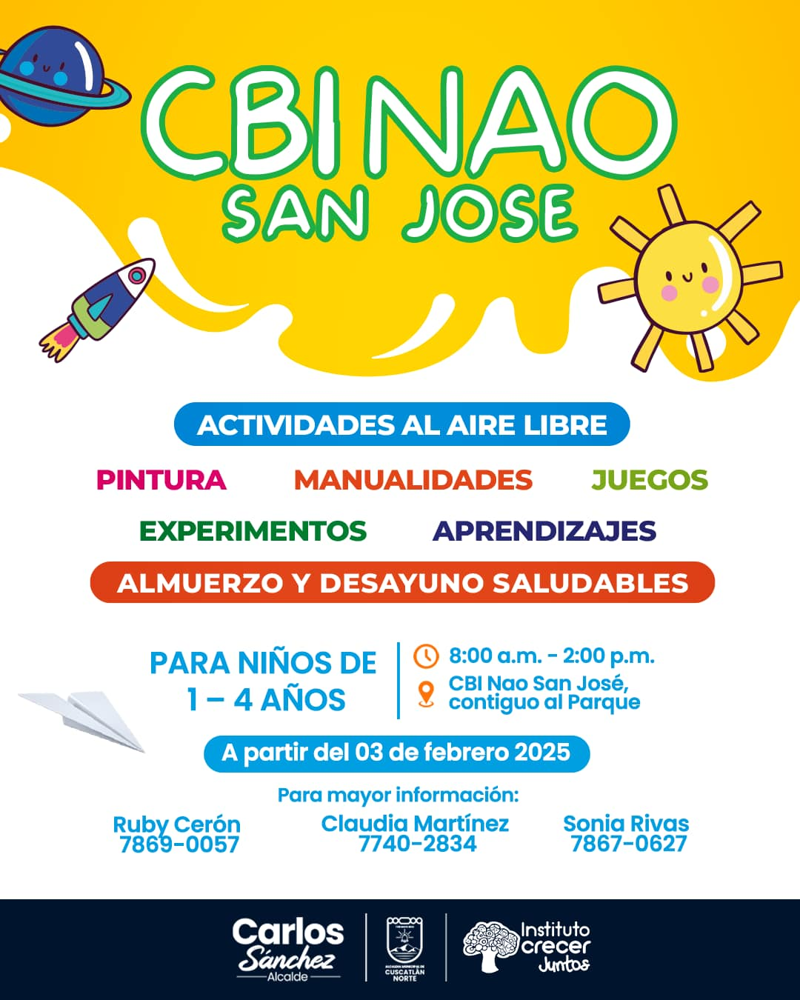 CBI NAO
SAN JOSE
ACTIVIDADES AL AIRE LIBRE
PINTURA MANUALIDADES JUEGOS
EXPERIMENTOS APRENDIZAJES
ALMUERZO Y DESAYUNO SALUDABLES
PARA NIÑOS DE
1 – 4 AÑOS
8:00 a.m. - 2:00 p.m.
CBI Nao San José,
contiguo al Parque
A partir del 03 de febrero 2025
Para mayor información:
Ruby Cerón
7869-0057
Claudia Martínez
7740-2834
Sonia Rivas
7867-0627
Carlos
Sánchez
Alcalde
ALCALDIA MUNICIPAL DE
CUSCATLÁN
NORTE
Instituto
crecer
Juntos